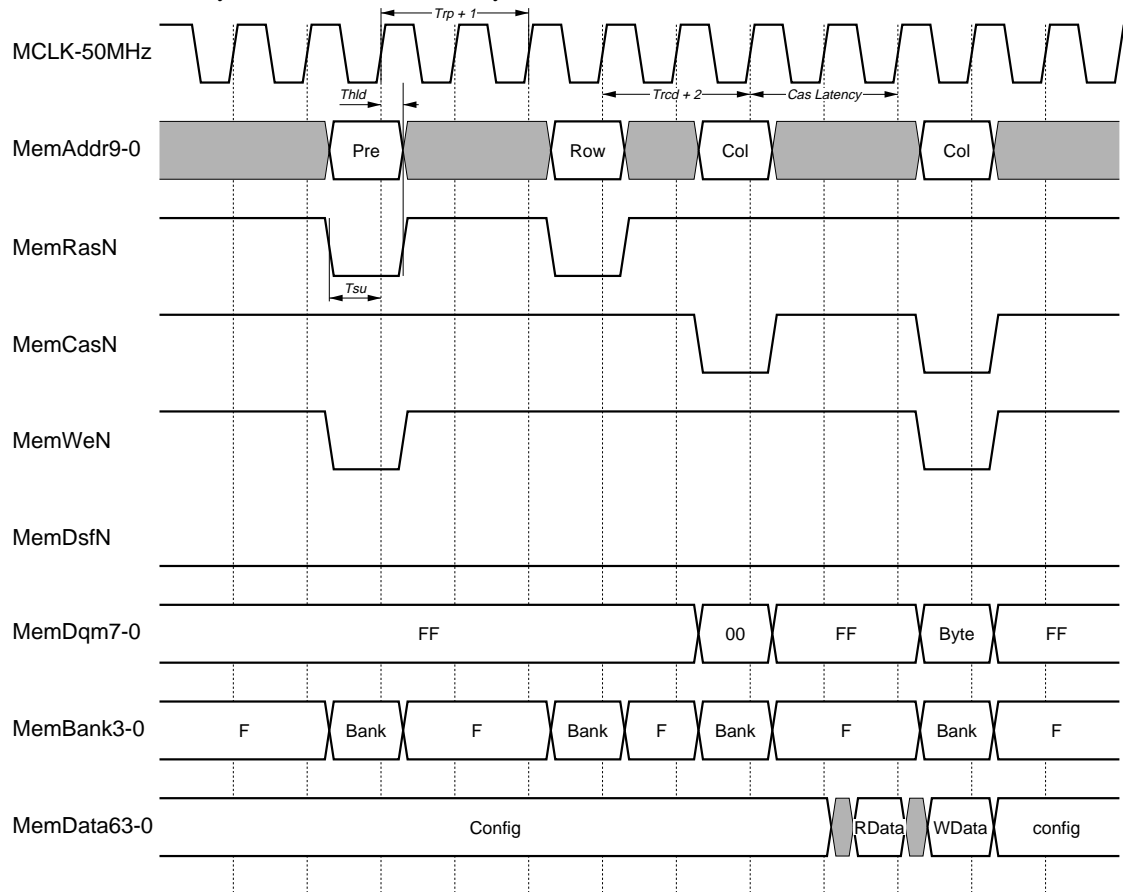 Trp + 1
MCLK-50MHz
Thld
Trcd + 2
Cas Latency
MemAddr9-0
Pre
Row
Col
Col
MemRasN
Tsu
MemCasN
MemWeN
MemDsfN
MemDqm7-0
FF
00
FF
Byte
FF
MemBank3-0
F
Bank
F
Bank
F
Bank
F
Bank
F
MemData63-0
Config
RData
WData
config